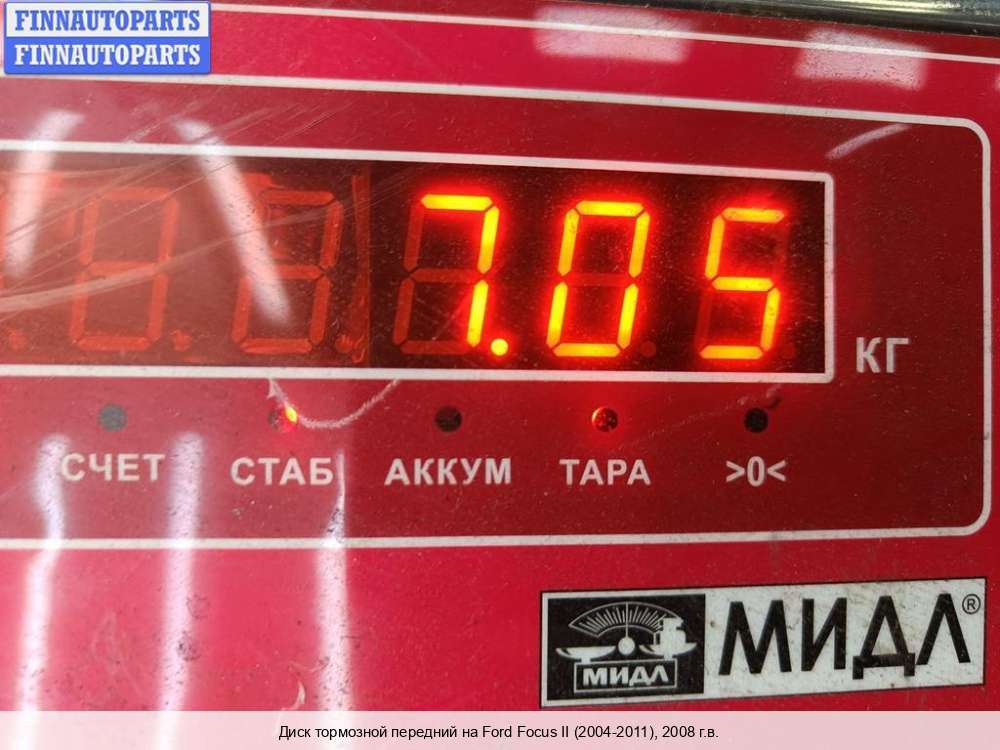 FINNAUTOPARTS
FINNAUTOPARTS
7.05
КГ
СЧЕТ СТАБ АККУМ ТАРА >0<
МИДЛ МИДЛ®
Диск тормозной передний на Ford Focus II (2004-2011), 2008 г.в.